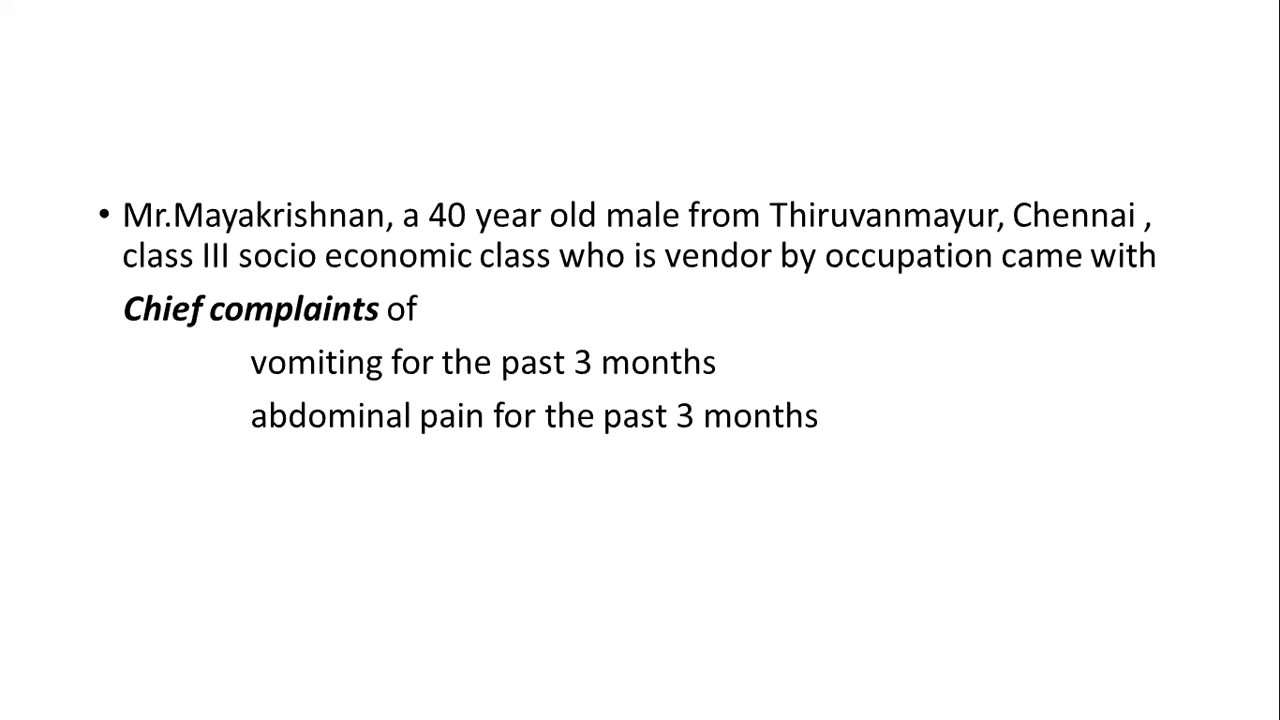 • Mr.Mayakrishnan, a 40 year old male from Thiruvanmayur, Chennai ,
class III socio economic class who is vendor by occupation came with
Chief complaints of
vomiting for the past 3 months
abdominal pain for the past 3 months